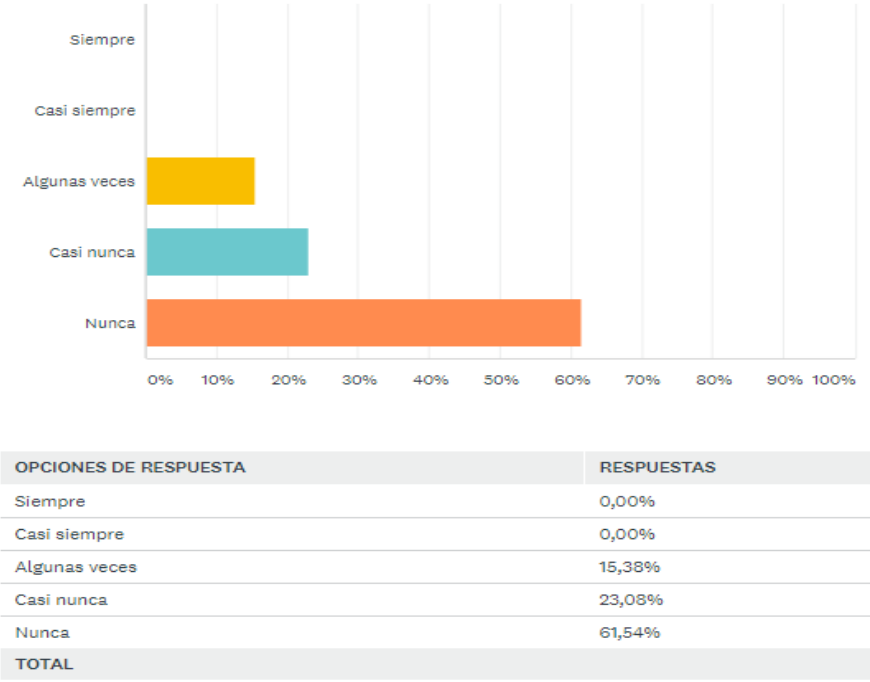 Siempre
Casi siempre
Algunas veces
Casi nunca
Nunca
0% 10% 20% 30% 40% 50% 60% 70% 80% 90% 100%
OPCIONES DE RESPUESTA RESPUESTAS
Siempre 0,00%
Casi siempre 0,00%
Algunas veces 15,38%
Casi nunca 23,08%
Nunca 61,54%
TOTAL